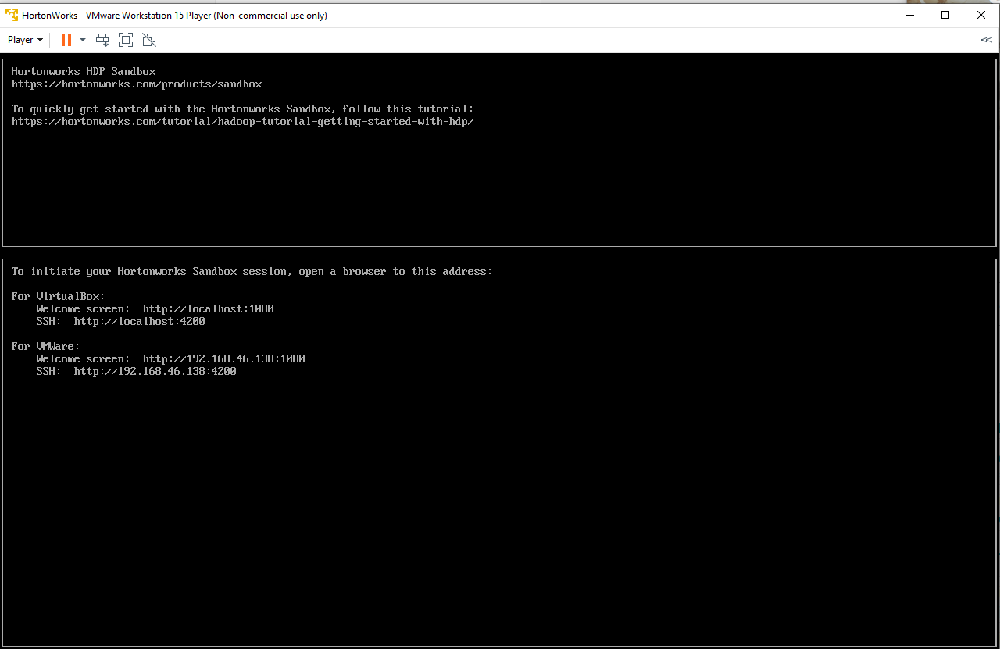 HortonWorks - VMware Workstation 15 Player (Non-commercial use only)
Player
Hortonworks HDP Sandbox
https://hortonworks.com/products/sandbox
To quickly get started with the Hortonworks Sandbox, follow this tutorial:
https://hortonworks.com/tutorial/hadoop-tutorial-getting-started-with-hdp/
To initiate your Hortonworks Sandbox session, open a browser to this address:
For VirtualBox:
Welcome screen: http://localhost:1080
SSH: http://localhost:4200
For VMWare:
Welcome screen: http://192.168.46.138:1080
SSH: http://192.168.46.138:4200